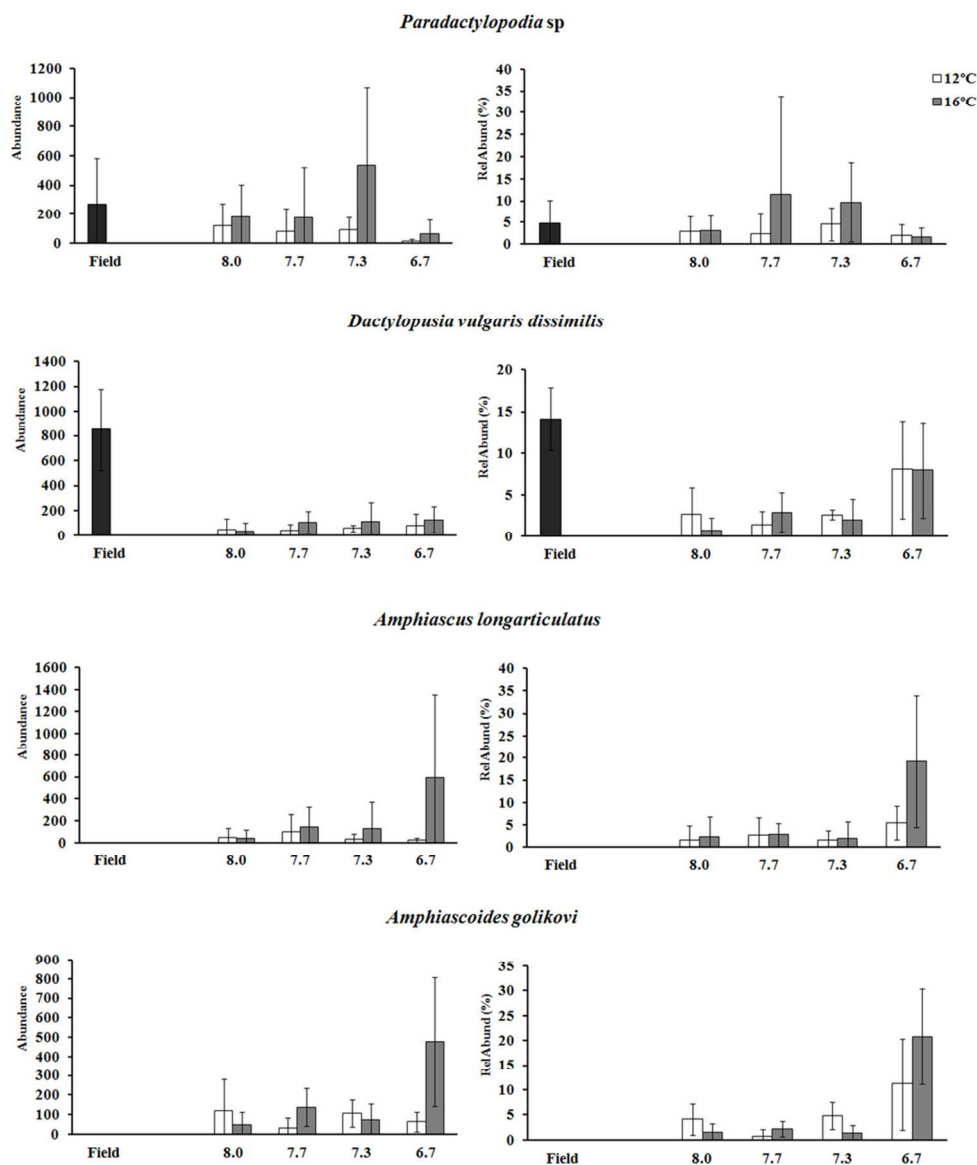 Paradactylopodia sp
1200
1000
800
600
400
200
0
Abundance
Field 8.0 7.7 7.3 6.7
40
35
30
25
20
15
10
5
0
RelAbund (%)
Field 8.0 7.7 7.3 6.7
12ºC
16ºC
Dactylopusia vulgaris dissimilis
1400
1200
1000
800
600
400
200
0
Abundance
Field 8.0 7.7 7.3 6.7
20
15
10
5
0
RelAbund (%)
Field 8.0 7.7 7.3 6.7
Amphiascus longarticulatus
1600
1400
1200
1000
800
600
400
200
0
Abundance
Field 8.0 7.7 7.3 6.7
40
35
30
25
20
15
10
5
0
RelAbund (%)
Field 8.0 7.7 7.3 6.7
Amphiascoides golikovi
900
800
700
600
500
400
300
200
100
0
Abundance
Field 8.0 7.7 7.3 6.7
35
30
25
20
15
10
5
0
RelAbund (%)
Field 8.0 7.7 7.3 6.7